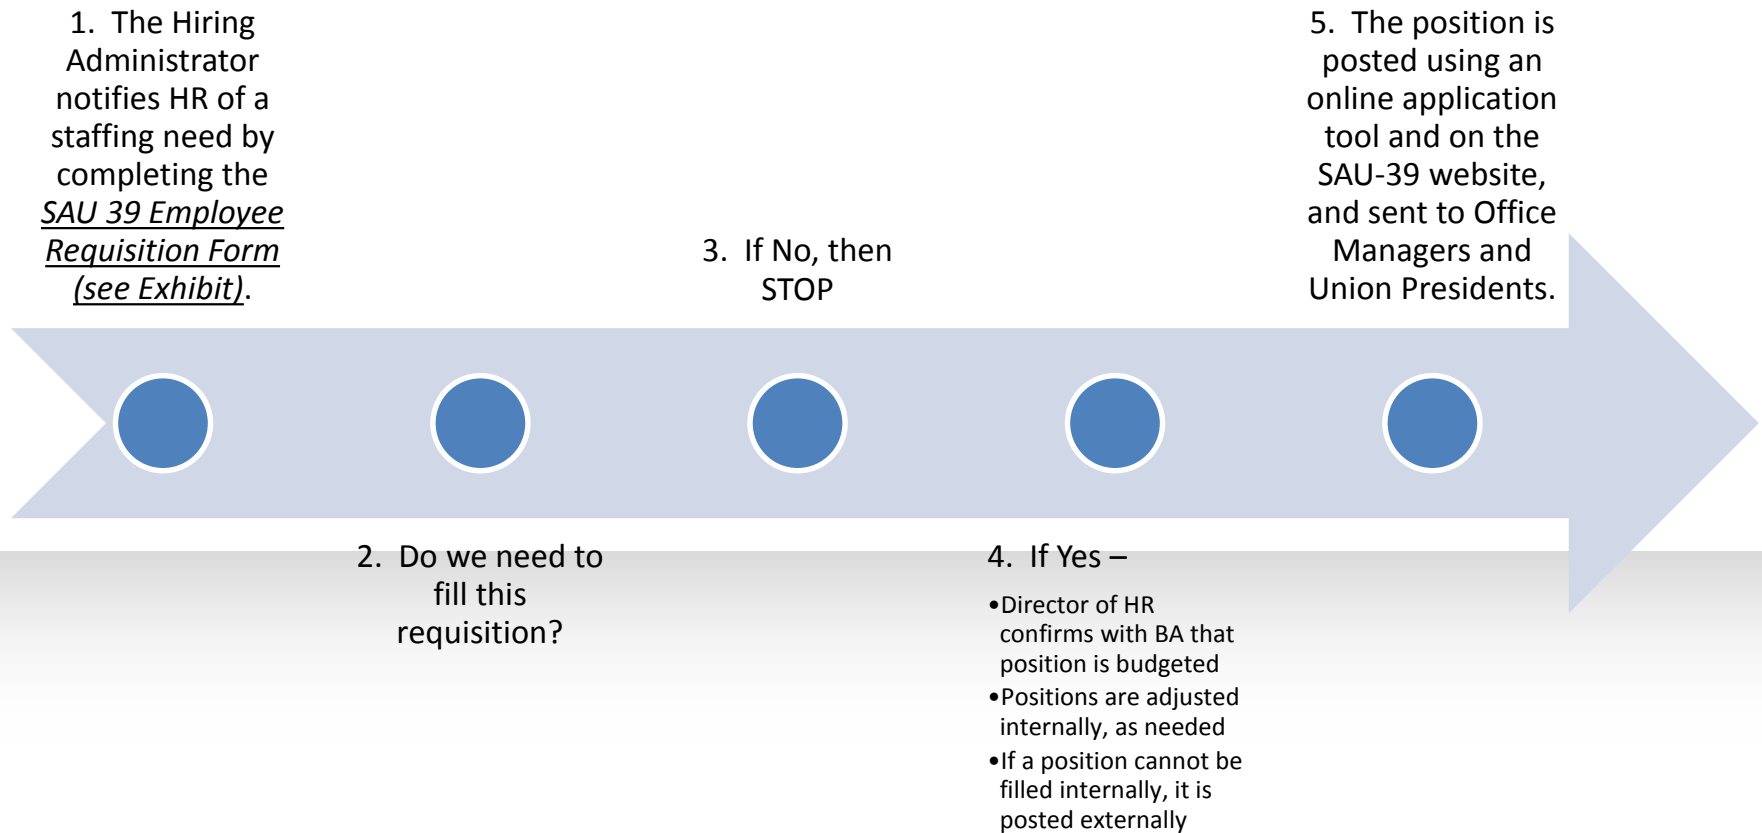 1. The Hiring
Administrator
notifies HR of a
staffing need by
completing the
SAU 39 Employee
Requisition Form
(see Exhibit).
2. Do we need to
fill this
requisition?
3. If No, then
STOP
4. If Yes –
•Director of HR
confirms with BA that
position is budgeted
•Positions are adjusted
internally, as needed
•If a position cannot be
filled internally, it is
posted externally
5. The position is
posted using an
online application
tool and on the
SAU-39 website,
and sent to Office
Managers and
Union Presidents.